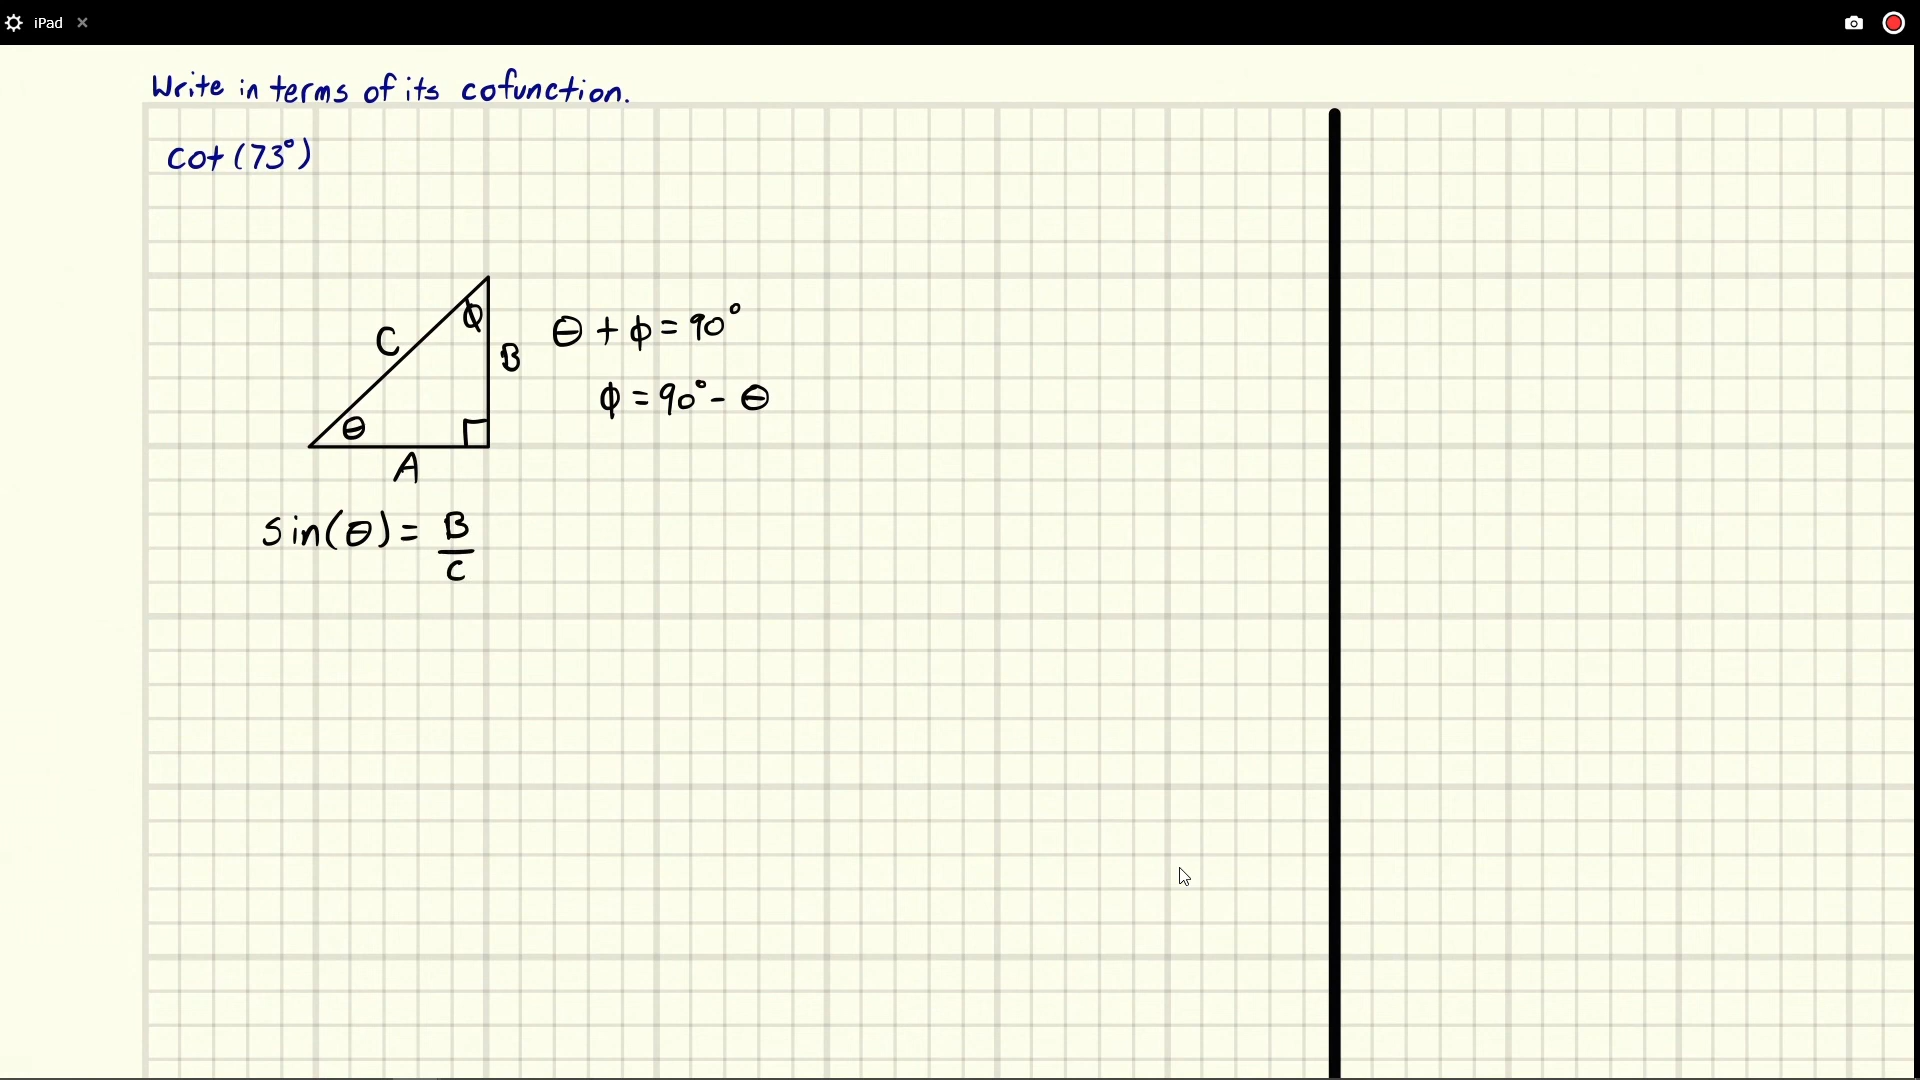 iPad
Write in terms of its cofunction.
cot (73°)
ϕ
C
B
θ + ϕ = 90°
ϕ = 90° - θ
θ
A
sin(θ) = B/C